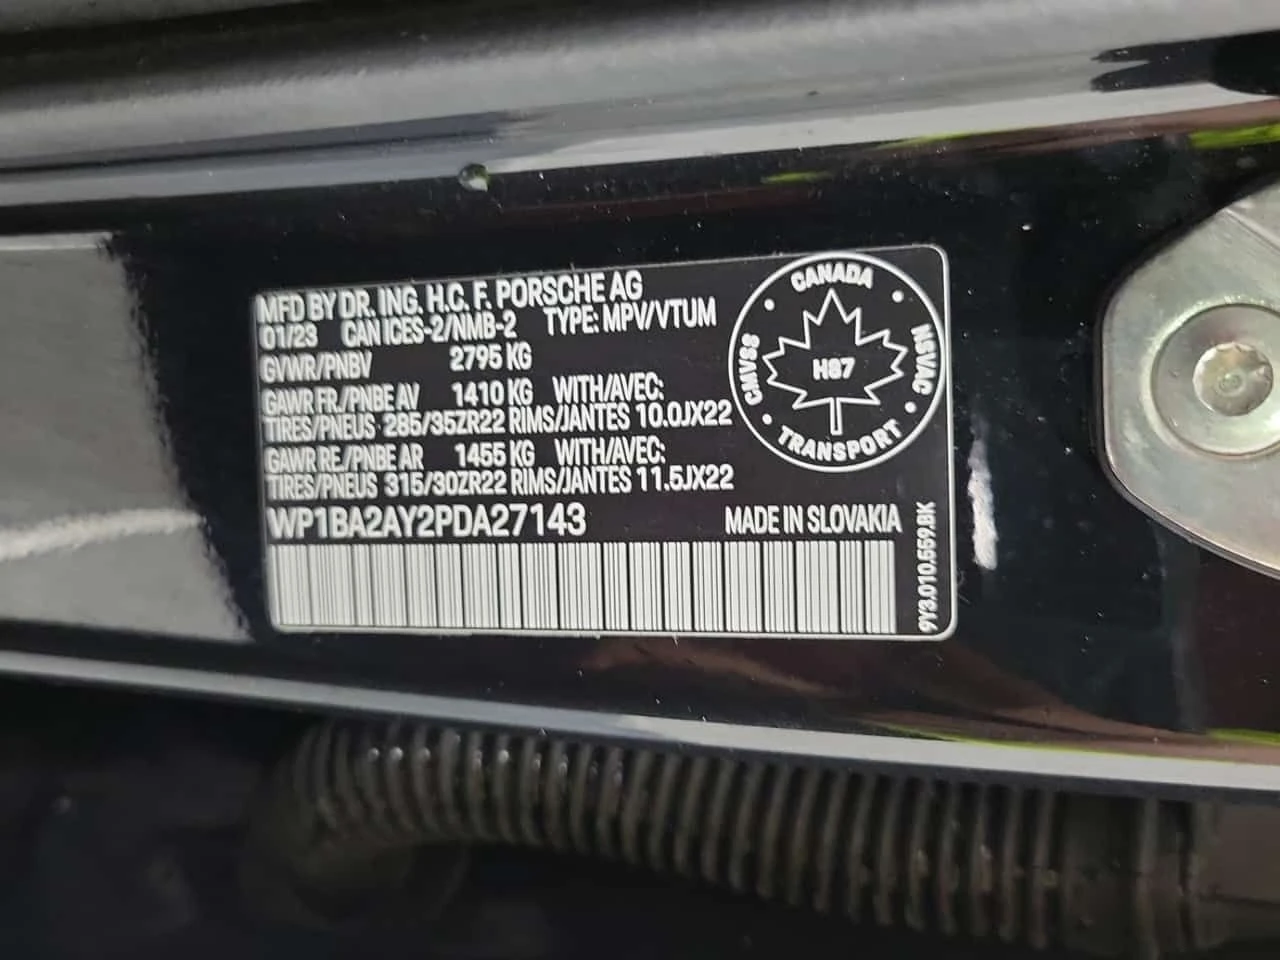 MFD BY DR. ING. H.C. F. PORSCHE AG
01/23 CAN ICES-2/NMB-2 TYPE: MPV/VTUM
GVWR/PNBV 2795 KG
GAWR FR./PNBE AV 1410 KG WITH/AVEC:
TIRES/PNEUS 285/35ZR22 RIMS/JANTES 10.0JX22
GAWR RE./PNBE AR 1455 KG WITH/AVEC:
TIRES/PNEUS 315/30ZR22 RIMS/JANTES 11.5JX22
WP1BA2AY2PDA27143 MADE IN SLOVAKIA
CANADA
CMVSS
NSVAC
H87
TRANSPORT
9Y3.010.559.BK